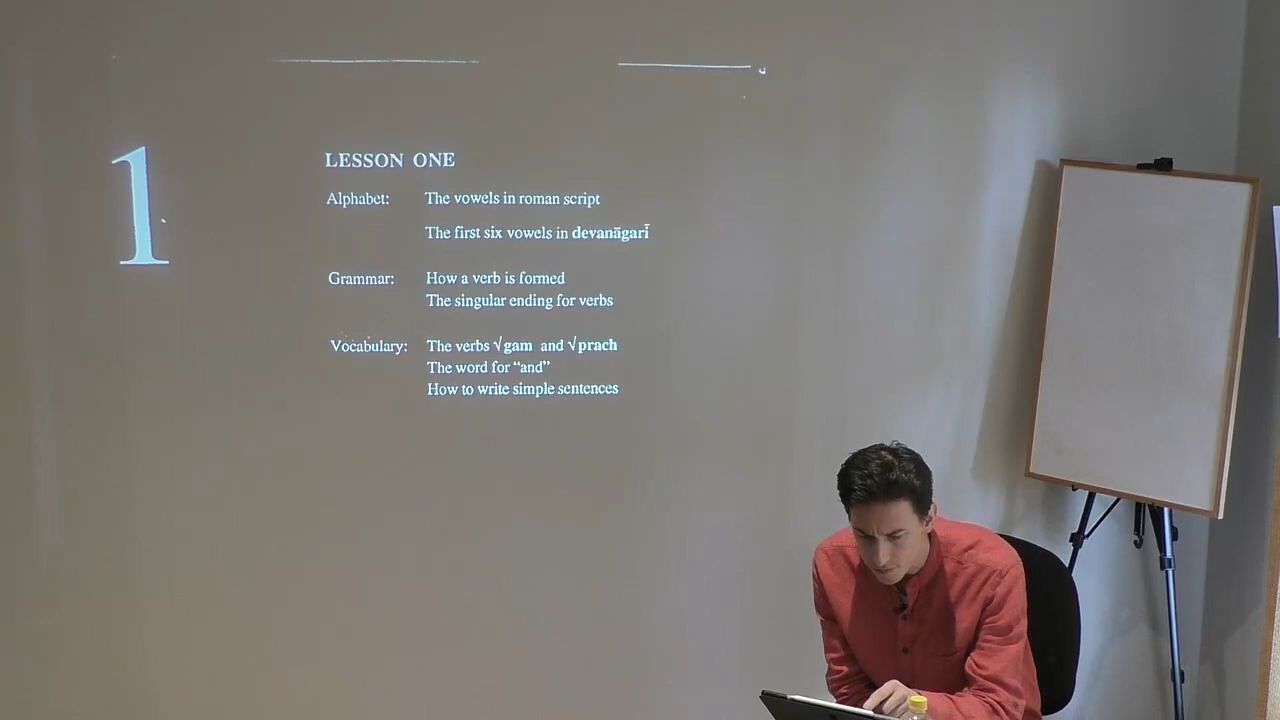 1
LESSON ONE
Alphabet: The vowels in roman script
The first six vowels in devanāgarī
Grammar: How a verb is formed
The singular ending for verbs
Vocabulary: The verbs √gam and √prach
The word for “and”
How to write simple sentences